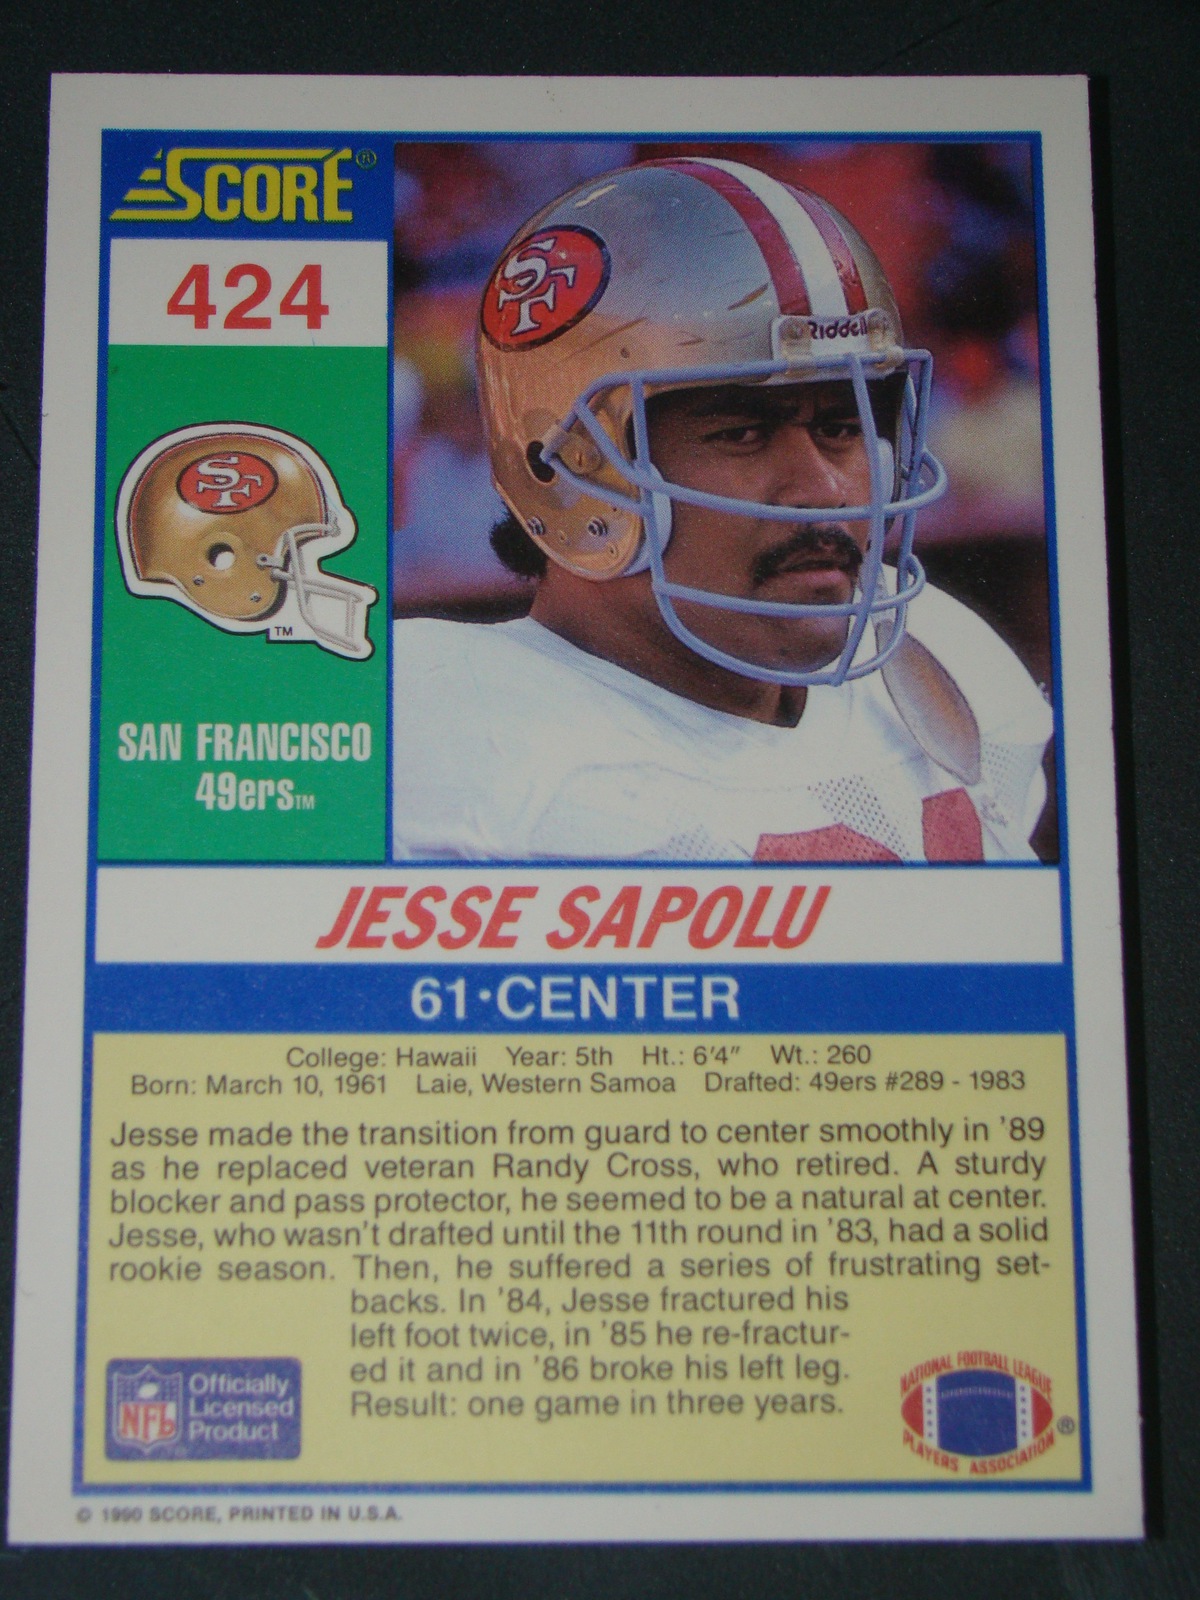 SCORE®
424
SF
Riddell
SF
TM
SAN FRANCISCO
49ers TM
JESSE SAPOLU
61·CENTER
College: Hawaii Year: 5th Ht.: 6'4" Wt.: 260
Born: March 10, 1961 Laie, Western Samoa Drafted: 49ers #289 - 1983
Jesse made the transition from guard to center smoothly in '89
as he replaced veteran Randy Cross, who retired. A sturdy
blocker and pass protector, he seemed to be a natural at center.
Jesse, who wasn't drafted until the 11th round in '83, had a solid
rookie season. Then, he suffered a series of frustrating set-
backs. In '84, Jesse fractured his
left foot twice, in '85 he re-fractur-
ed it and in '86 broke his left leg.
Result: one game in three years.
NFL
Officially
Licensed
Product
NATIONAL FOOTBALL LEAGUE
PLAYERS ASSOCIATION ®
© 1990 SCORE, PRINTED IN U.S.A.